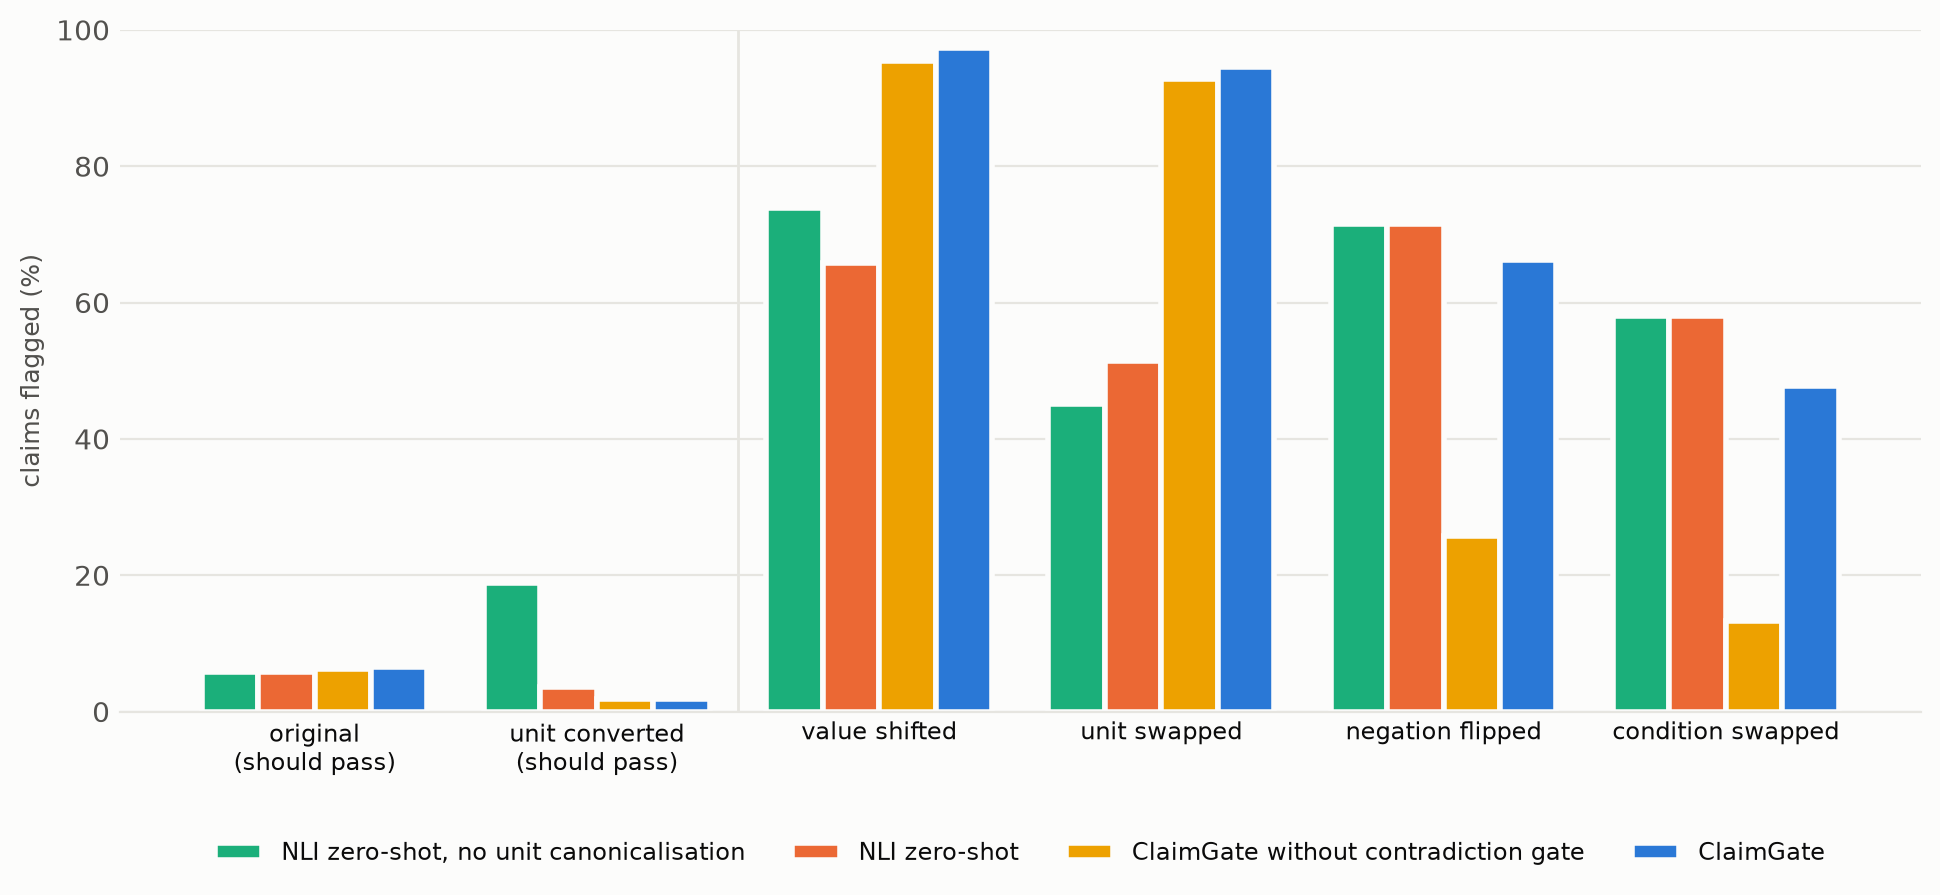 100
80
60
40
20
0
claims flagged (%)
original
(should pass)
unit converted
(should pass)
value shifted
unit swapped
negation flipped
condition swapped
NLI zero-shot, no unit canonicalisation
NLI zero-shot
ClaimGate without contradiction gate
ClaimGate